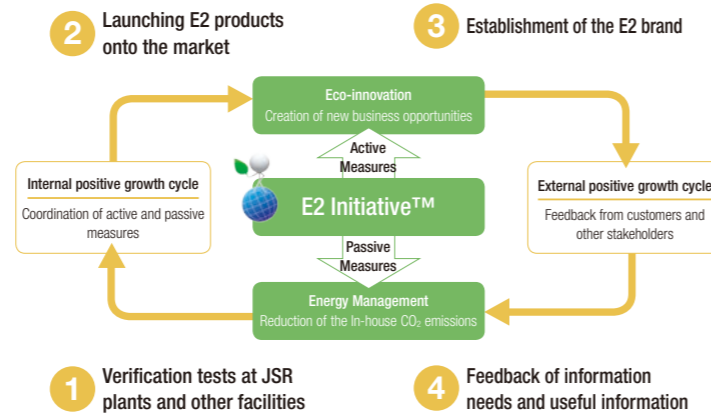 2
Launching E2 products
onto the market
3
Establishment of the E2 brand
Eco-innovation
Creation of new business opportunities
Active
Measures
Internal positive growth cycle
Coordination of active and passive
measures
E2 Initiative™
External positive growth cycle
Feedback from customers and
other stakeholders
Passive
Measures
Energy Management
Reduction of the In-house CO₂ emissions
1
Verification tests at JSR
plants and other facilities
4
Feedback of information
needs and useful information